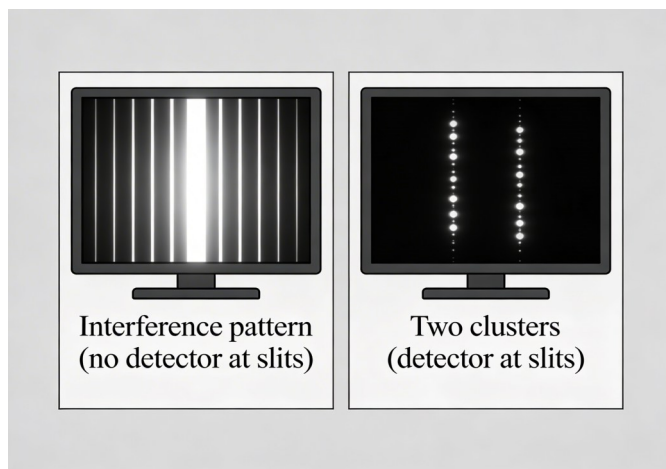 Interference pattern
(no detector at slits)
Two clusters
(detector at slits)